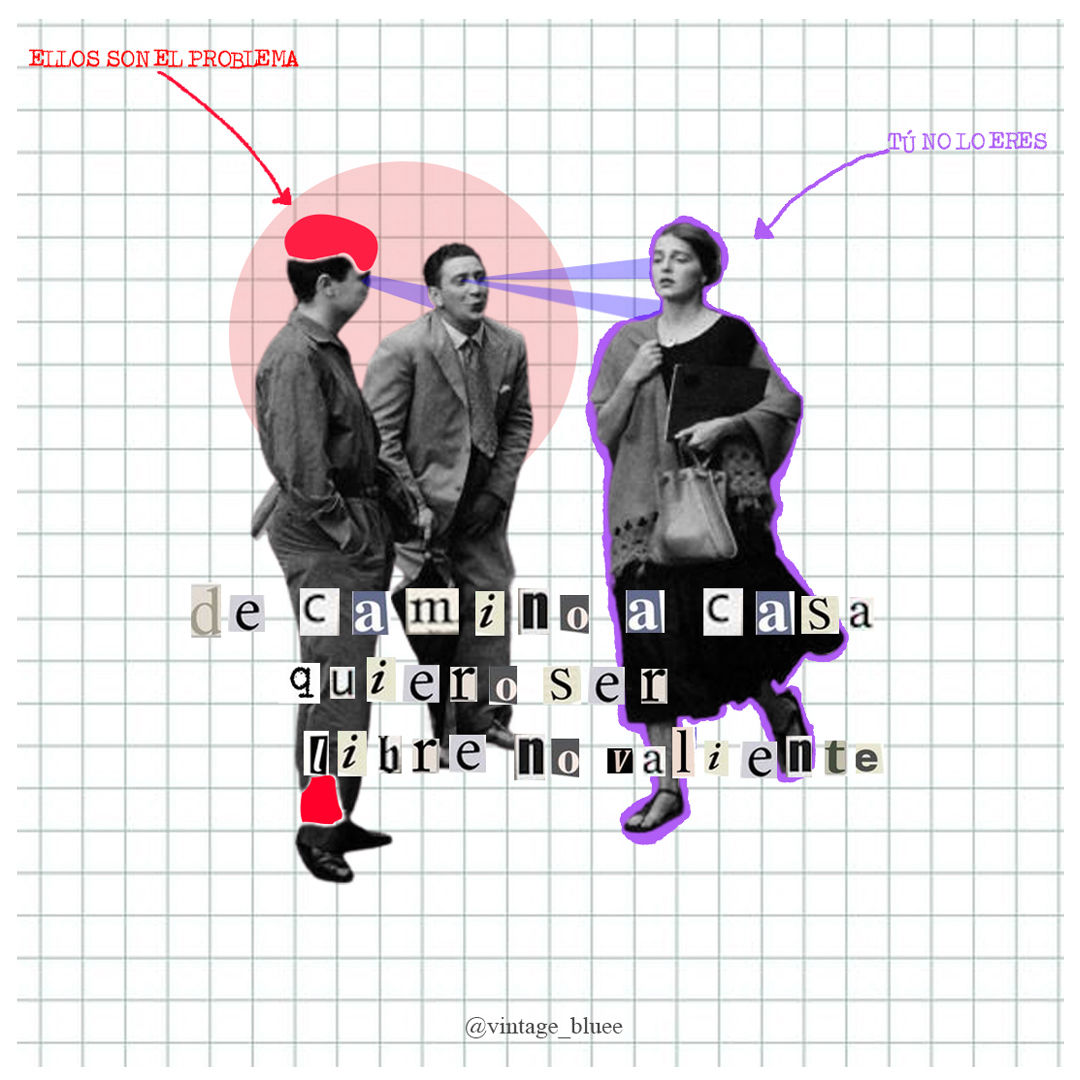 ELLOS SON EL PROBLEMA
TÚ NO LO ERES
de camino a casa
quiero ser
libre no valiente
@vintage_bluee